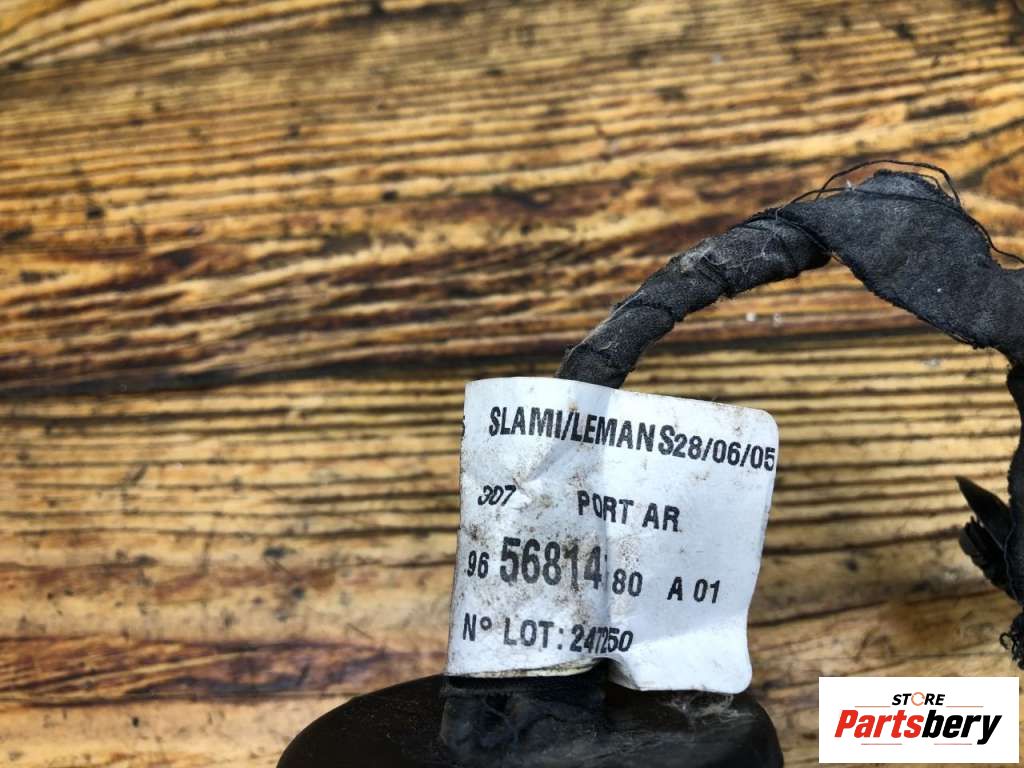 SLAMI/LEMANS28/06/05
307 PORT AR
96 56814 80 A 01
N° LOT: 247250
STORE
Partsbery